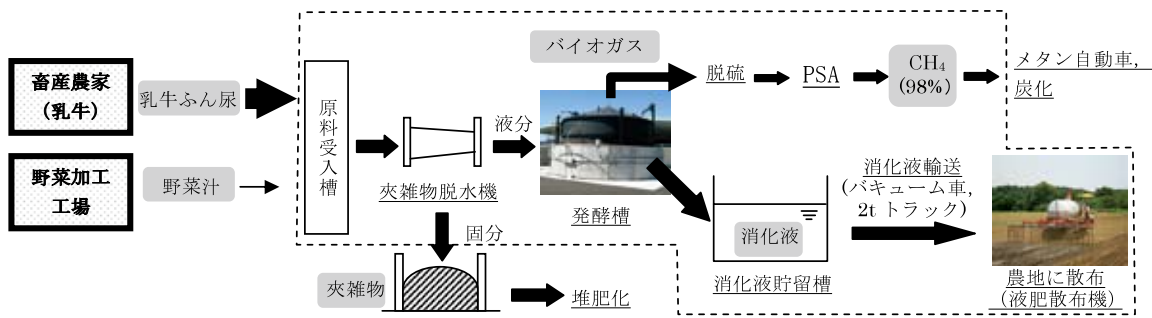 畜産農家
(乳牛)
乳牛ふん尿
野菜加工
工場
野菜汁
原料受入槽
夾雑物脱水機
液分
固分
夾雑物
堆肥化
バイオガス
発酵槽
脱硫
PSA
CH₄
(98%)
メタン自動車,
炭化
消化液
消化液貯留槽
消化液輸送
(バキューム車,
2t トラック)
農地に散布
(液肥散布機)